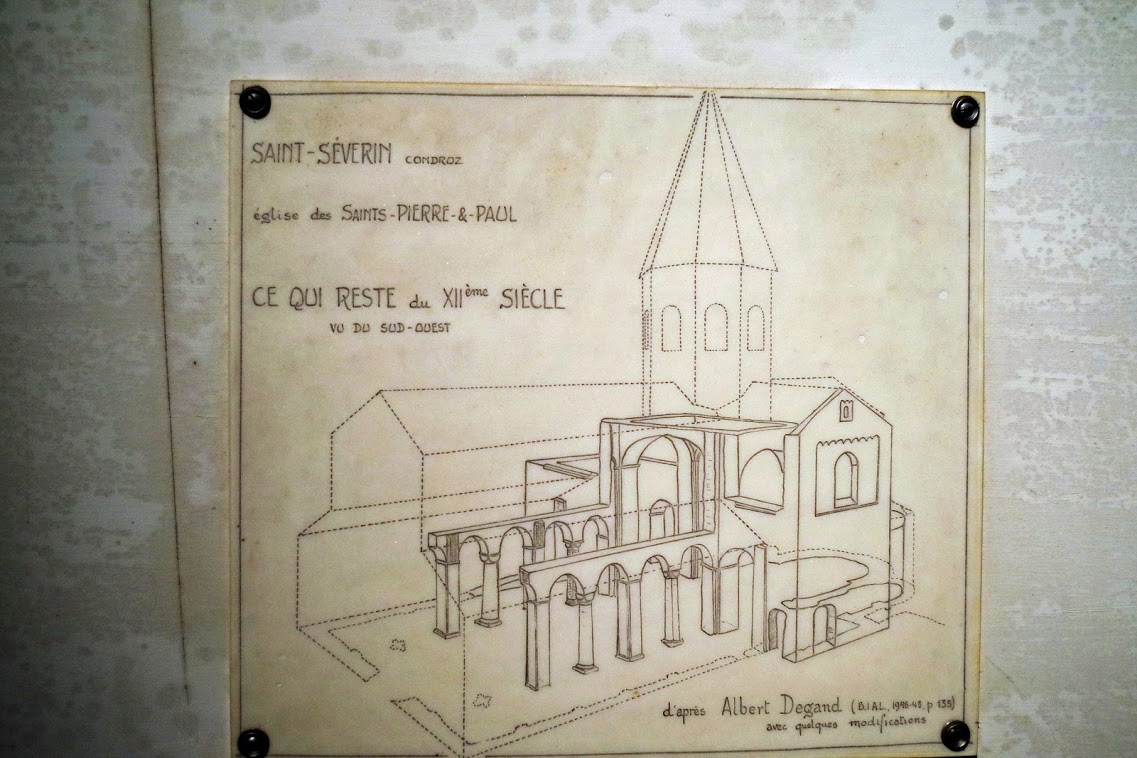 SAINT-SÉVERIN CONDROZ
église des SAINTS-PIERRE-&-PAUL
CE QUI RESTE du XIIème SIÈCLE
VU DU SUD-OUEST
d'après Albert Degand (B.I.A.L., 1946-48, p 135)
avec quelques modifications